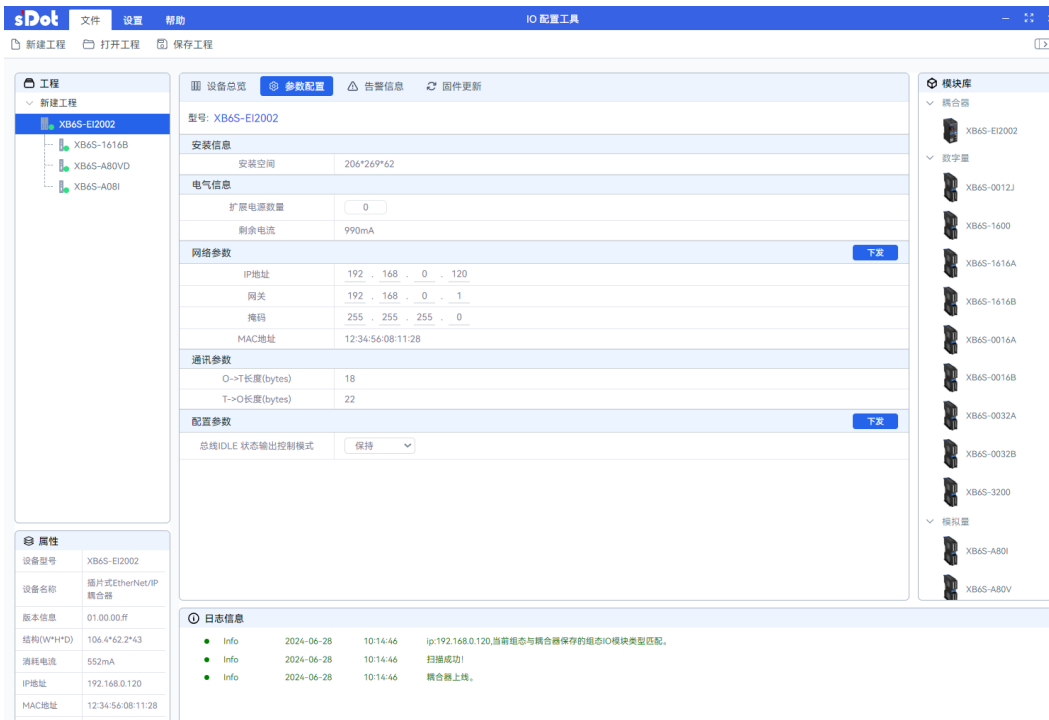 sDot 文件 设置 帮助 IO 配置工具
新建工程 打开工程 保存工程
工程
新建工程
XB6S-EI2002
XB6S-1616B
XB6S-A80VD
XB6S-A08I
设备总览 参数配置 告警信息 固件更新
型号: XB6S-EI2002
安装信息
安装空间 206*269*62
电气信息
扩展电源数量 0
剩余电流 990mA
网络参数 下发
IP地址 192 . 168 . 0 . 120
网关 192 . 168 . 0 . 1
掩码 255 . 255 . 255 . 0
MAC地址 12:34:56:08:11:28
通讯参数
O->T长度(bytes) 18
T->O长度(bytes) 22
配置参数 下发
总线IDLE 状态输出控制模式 保持
模块库
耦合器
XB6S-EI2002
数字量
XB6S-0012J
XB6S-1600
XB6S-1616A
XB6S-1616B
XB6S-0016A
XB6S-0016B
XB6S-0032A
XB6S-0032B
XB6S-3200
模拟量
XB6S-A80I
XB6S-A80V
属性
设备型号 XB6S-EI2002
设备名称 插片式EtherNet/IP
耦合器
版本信息 01.00.00.ff
结构(W*H*D) 106.4*62.2*43
消耗电流 552mA
IP地址 192.168.0.120
MAC地址 12:34:56:08:11:28
日志信息
Info 2024-06-28 10:14:46 ip:192.168.0.120,当前组态与耦合器保存的组态IO模块类型匹配。
Info 2024-06-28 10:14:46 扫描成功!
Info 2024-06-28 10:14:46 耦合器上线。